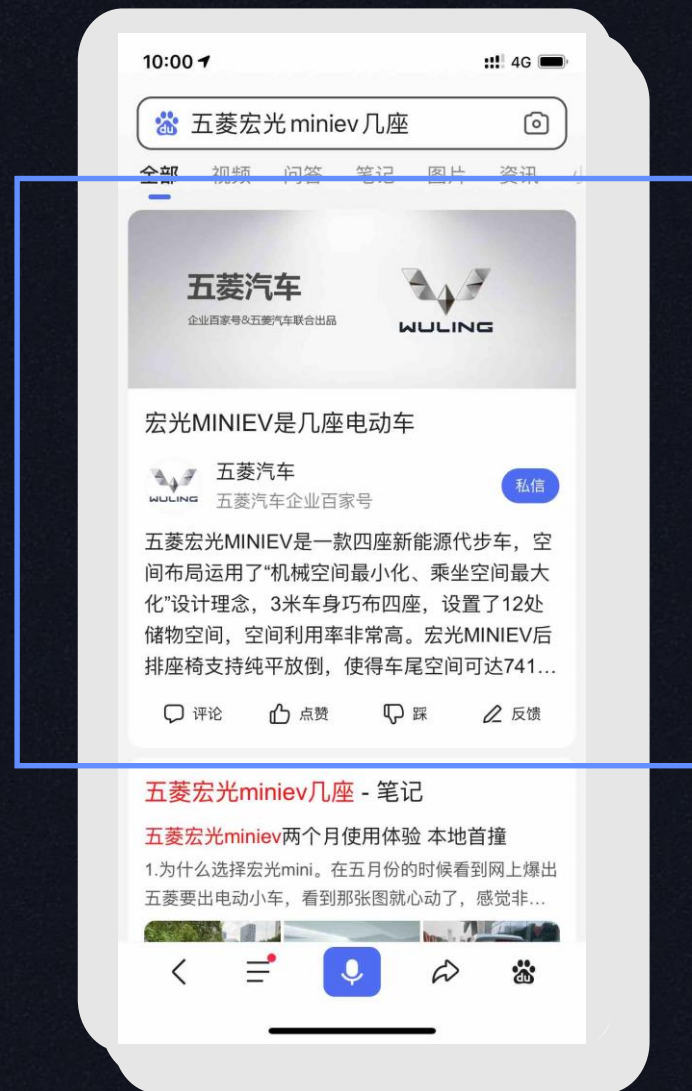 10:00
4G
五菱宏光miniev几座
全部 视频 问答 笔记 图片 资讯
五菱汽车
企业百家号&五菱汽车联合出品
WULING
宏光MINIEV是几座电动车
WULING
五菱汽车
五菱汽车企业百家号
私信
五菱宏光MINIEV是一款四座新能源代步车，空
间布局运用了“机械空间最小化、乘坐空间最大
化”设计理念，3米车身巧布四座，设置了12处
储物空间，空间利用率非常高。宏光MINIEV后
排座椅支持纯平放倒，使得车尾空间可达741...
评论 点赞 踩 反馈
五菱宏光miniev几座 - 笔记
五菱宏光miniev两个月使用体验 本地首撞
1.为什么选择宏光mini。在五月份的时候看到网上爆出
五菱要出电动小车，看到那张图就心动了，感觉非...
du